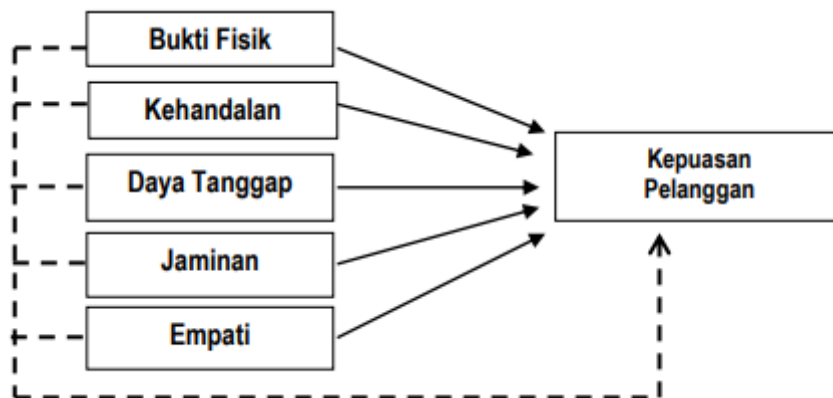 Bukti Fisik
Kehandalan
Daya Tanggap
Jaminan
Empati
Kepuasan
Pelanggan